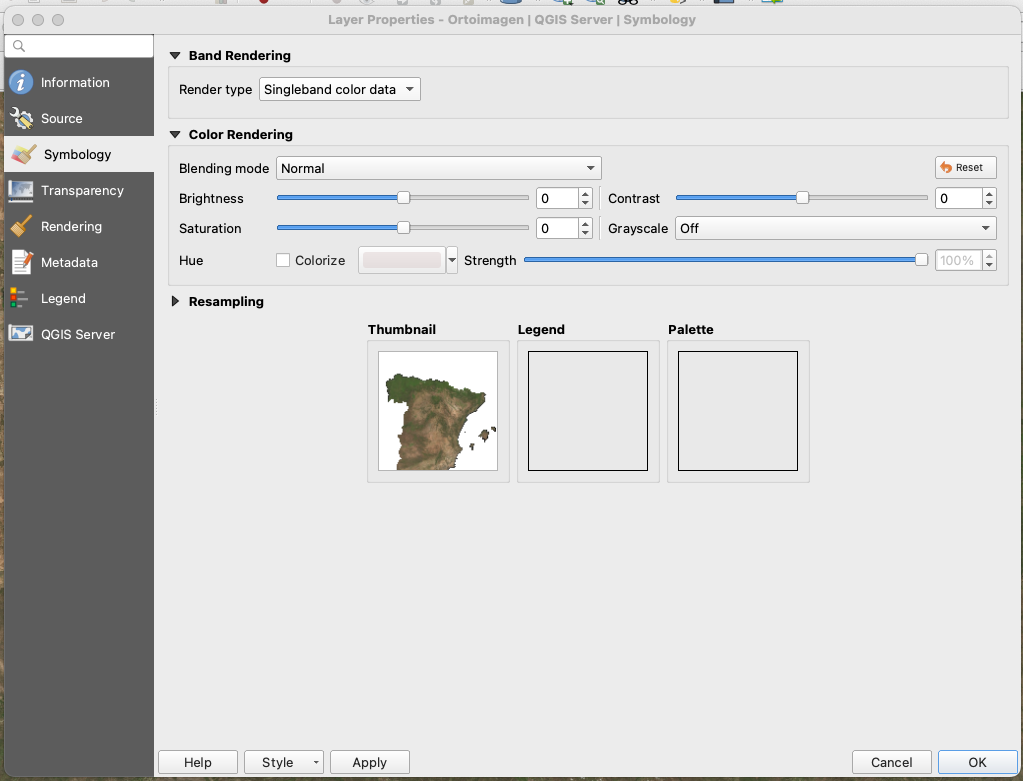 Layer Properties - Ortoimagen | QGIS Server | Symbology
Information
Source
Symbology
Transparency
Rendering
Metadata
Legend
QGIS Server
Band Rendering
Render type Singleband color data
Color Rendering
Blending mode Normal Reset
Brightness 0 Contrast 0
Saturation 0 Grayscale Off
Hue Colorize Strength 100%
Resampling
Thumbnail Legend Palette
Help Style Apply Cancel OK